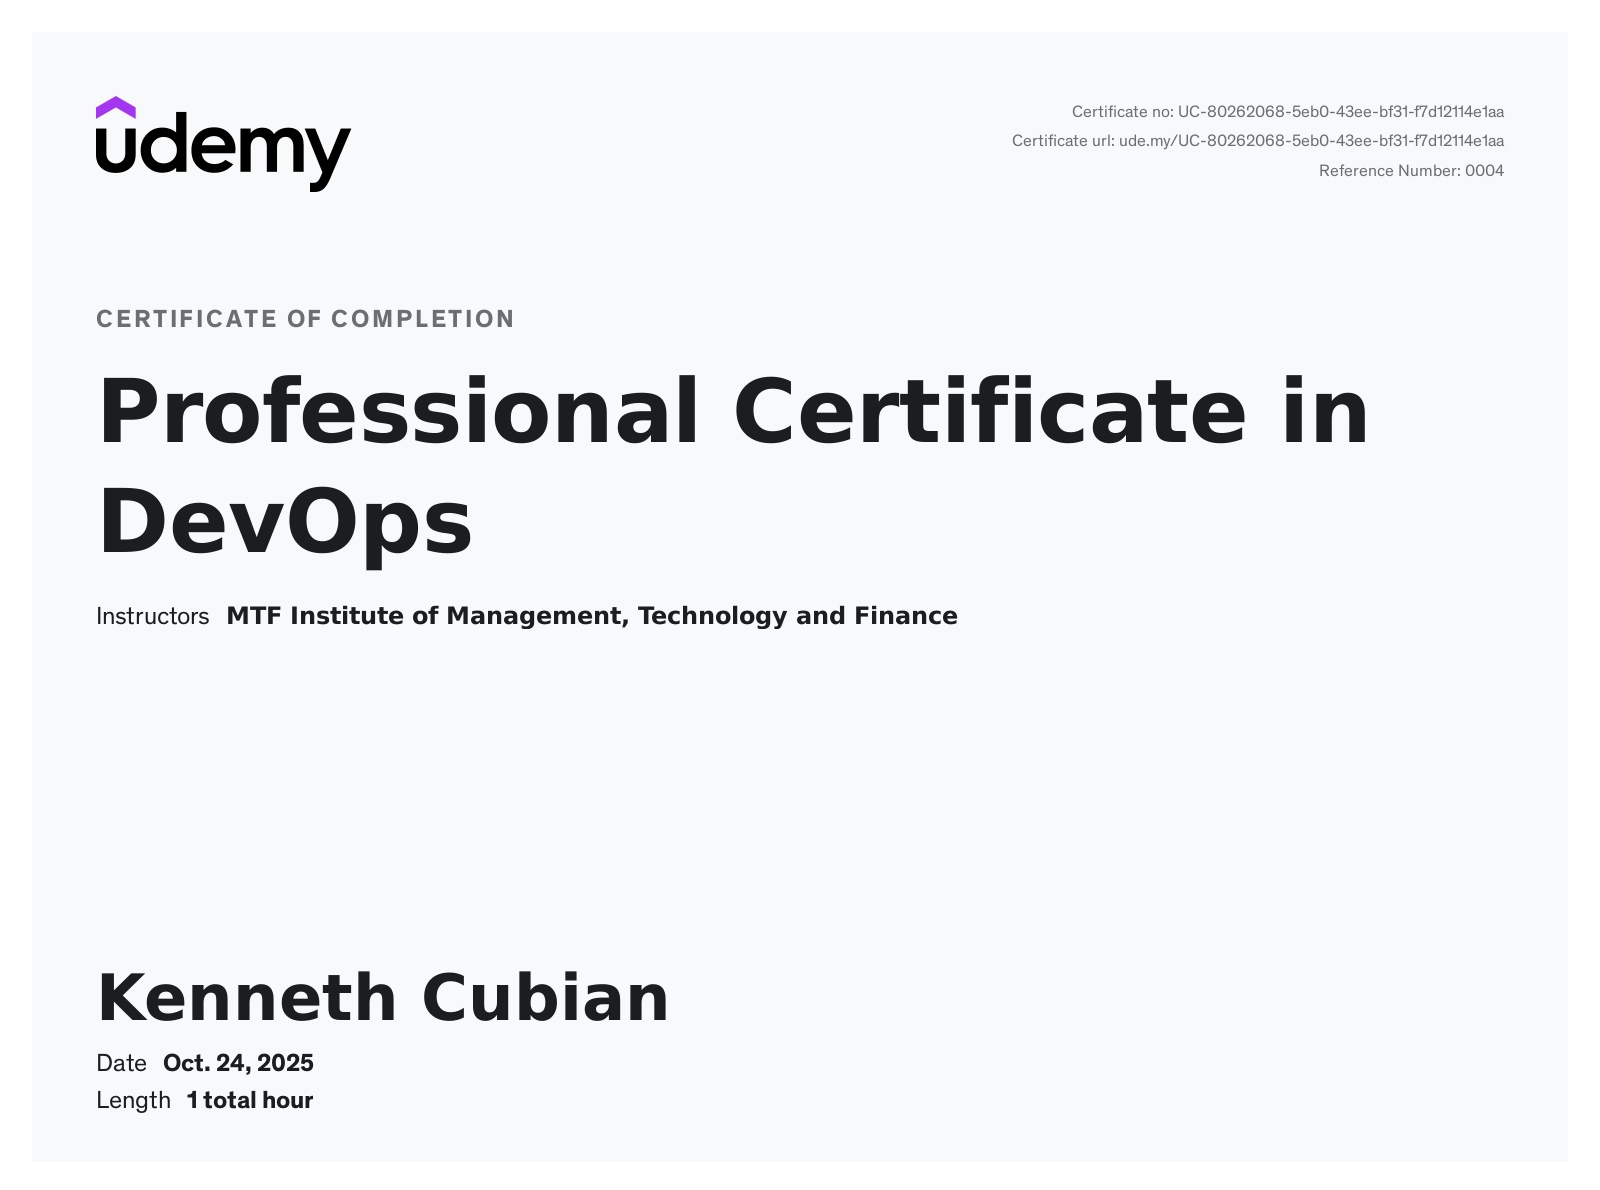 udemy
Certificate no: UC-80262068-5eb0-43ee-bf31-f7d12114e1aa
Certificate url: ude.my/UC-80262068-5eb0-43ee-bf31-f7d12114e1aa
Reference Number: 0004
CERTIFICATE OF COMPLETION
Professional Certificate in
DevOps
Instructors MTF Institute of Management, Technology and Finance
Kenneth Cubian
Date Oct. 24, 2025
Length 1 total hour